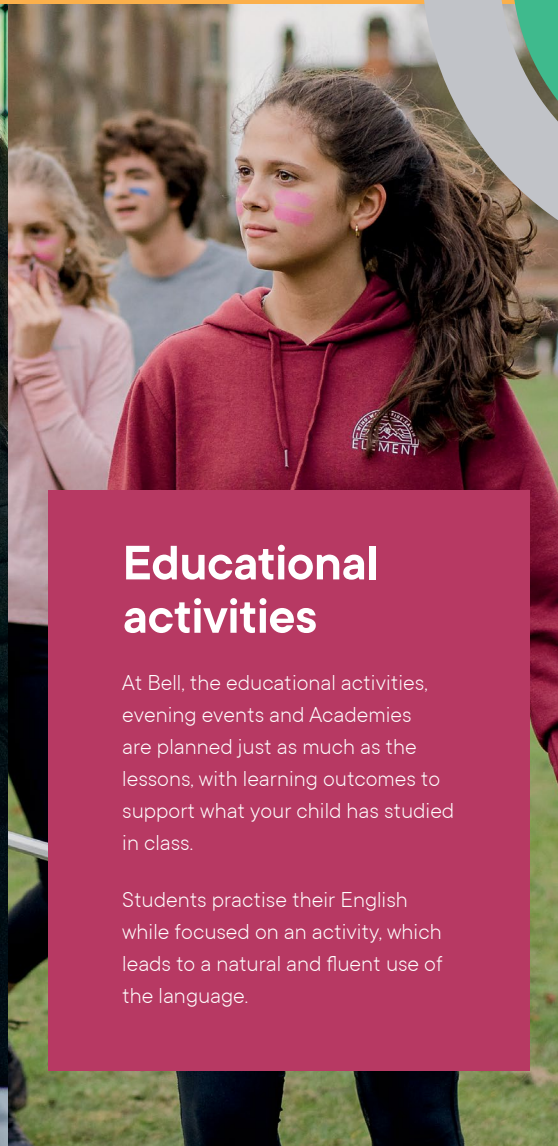 ELEMENT
Educational
activities
At Bell, the educational activities,
evening events and Academies
are planned just as much as the
lessons, with learning outcomes to
support what your child has studied
in class.
Students practise their English
while focused on an activity, which
leads to a natural and fluent use of
the language.